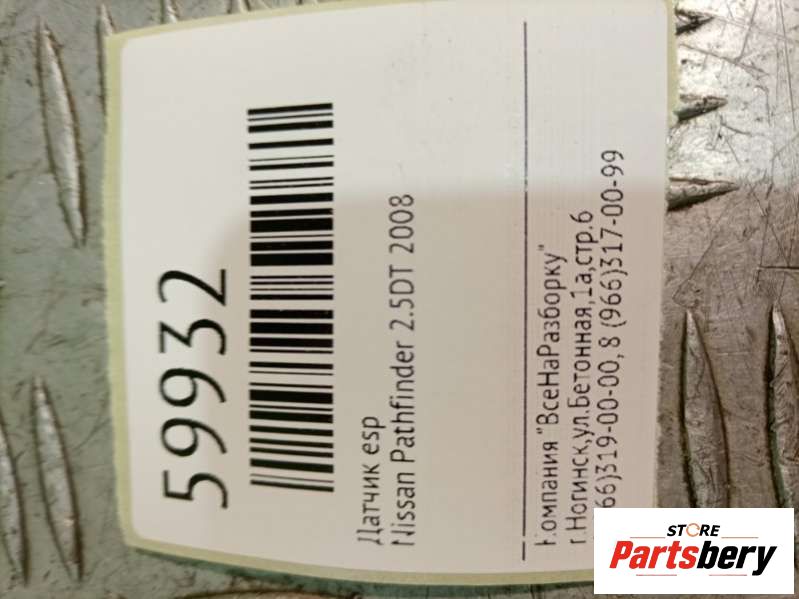 59932
Датчик esp
Nissan Pathfinder 2.5DT 2008
Компания "ВсеНаРазборку"
г.Ногинск,ул.Бетонная,1а,стр.6
66)319-00-00, 8 (966)317-00-99
STORE
Partsbery